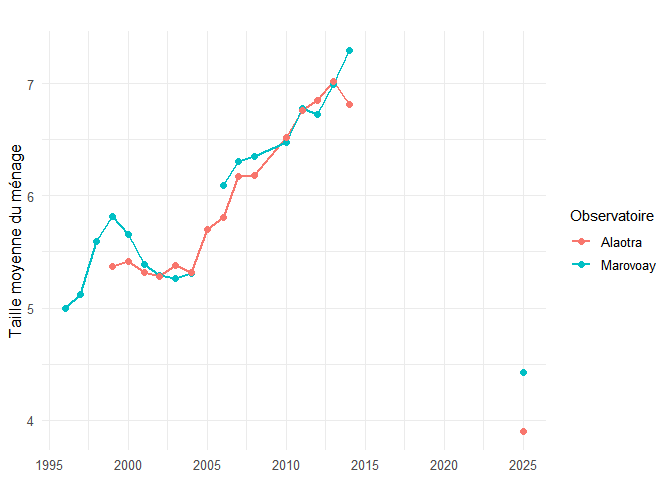 Taille moyenne du ménage
7
6
5
4
1995 2000 2005 2010 2015 2020 2025
Observatoire
Alaotra
Marovoay